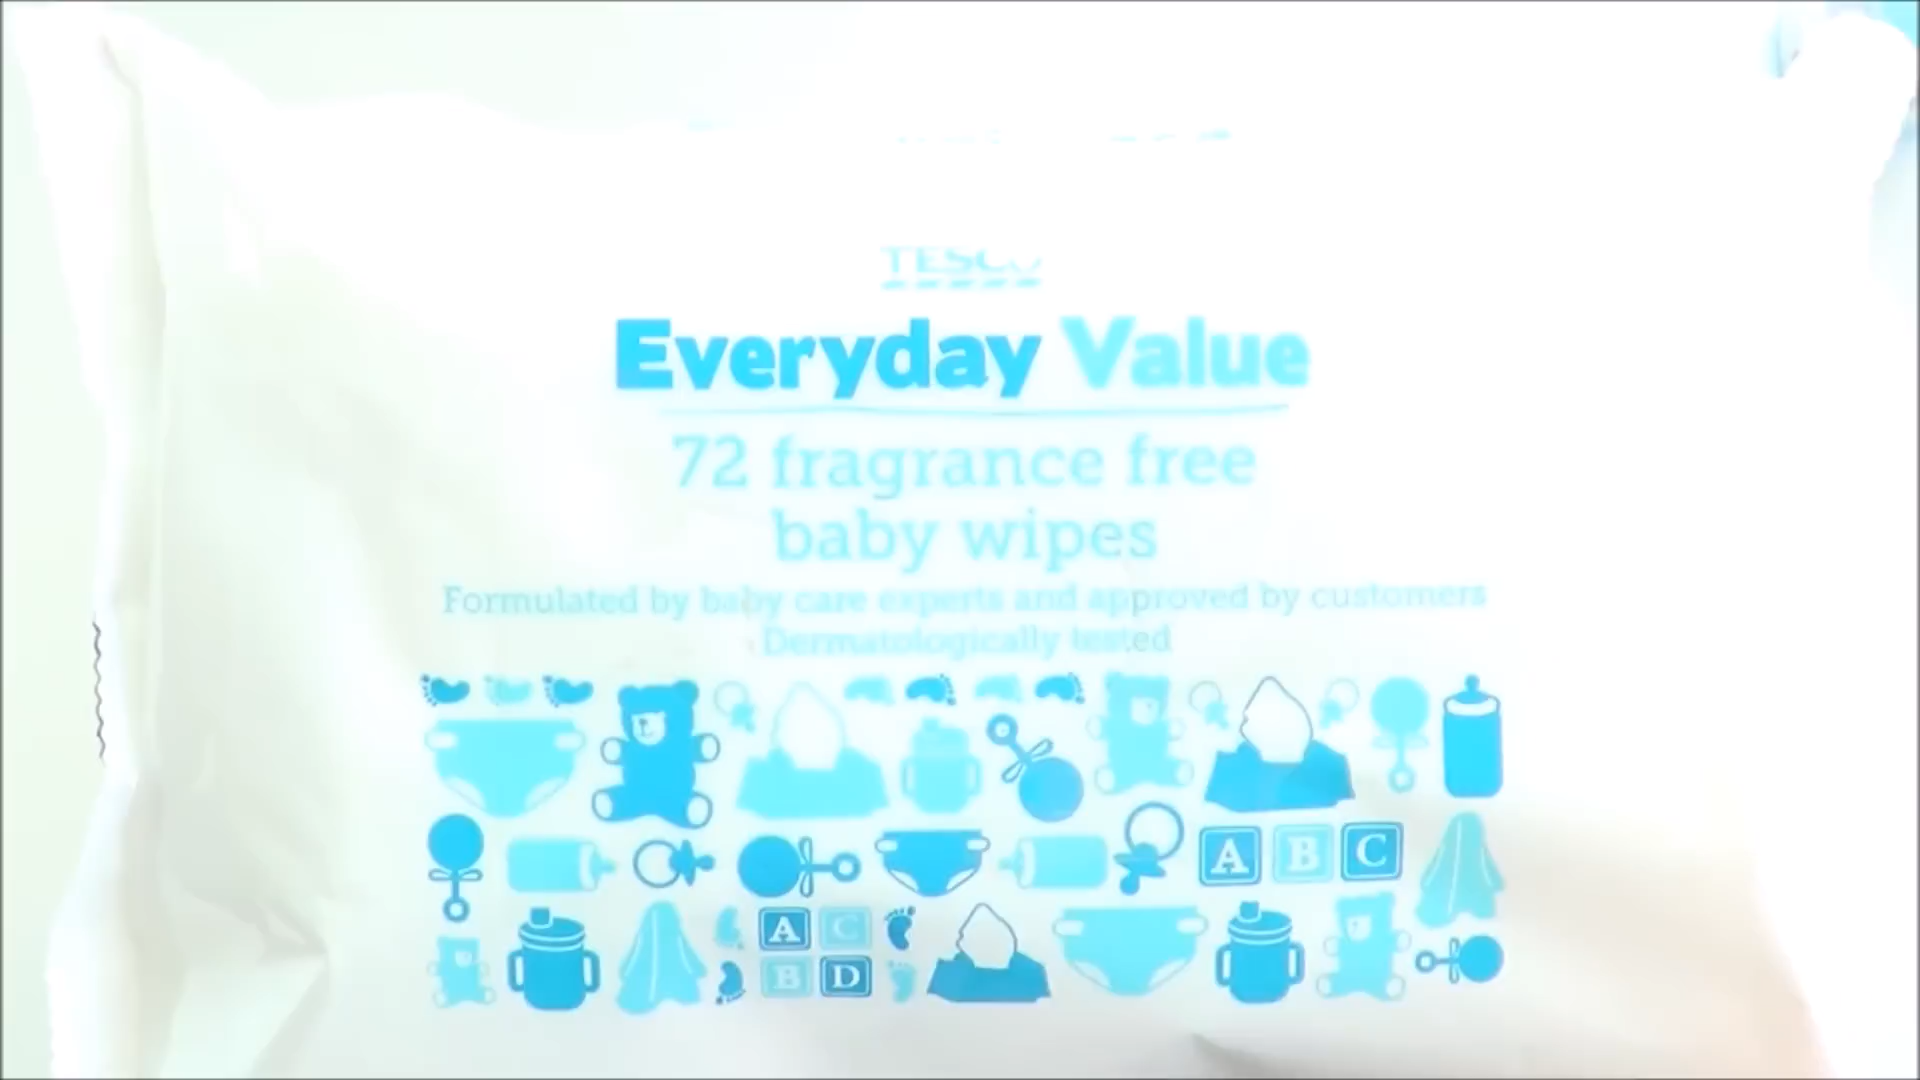 TESCO
Everyday Value
72 fragrance free
baby wipes
Formulated by baby care experts and approved by customers
Dermatologically tested
A B C
A C
B D